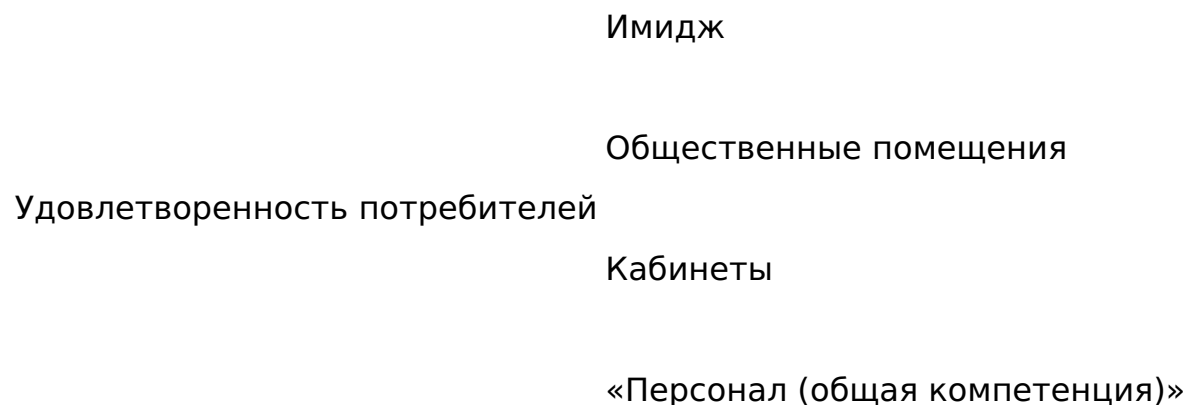 Имидж
Общественные помещения
Удовлетворенность потребителей
Кабинеты
«Персонал (общая компетенция)»